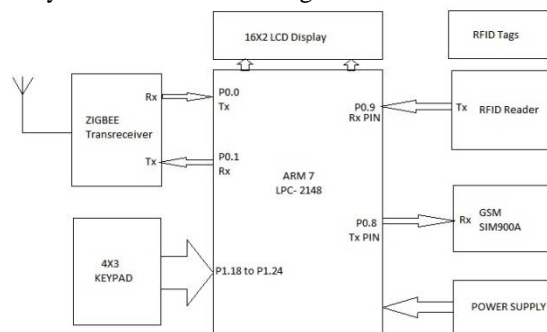 16X2 LCD Display
RFID Tags
ZIGBEE
Transreceiver
Rx
Tx
P0.0
Tx
P0.1
Rx
ARM 7
LPC- 2148
P0.9
Rx PIN
Tx
RFID Reader
P0.8
Tx PIN
Rx
GSM
SIM900A
4X3
KEYPAD
P1.18 to P1.24
POWER SUPPLY